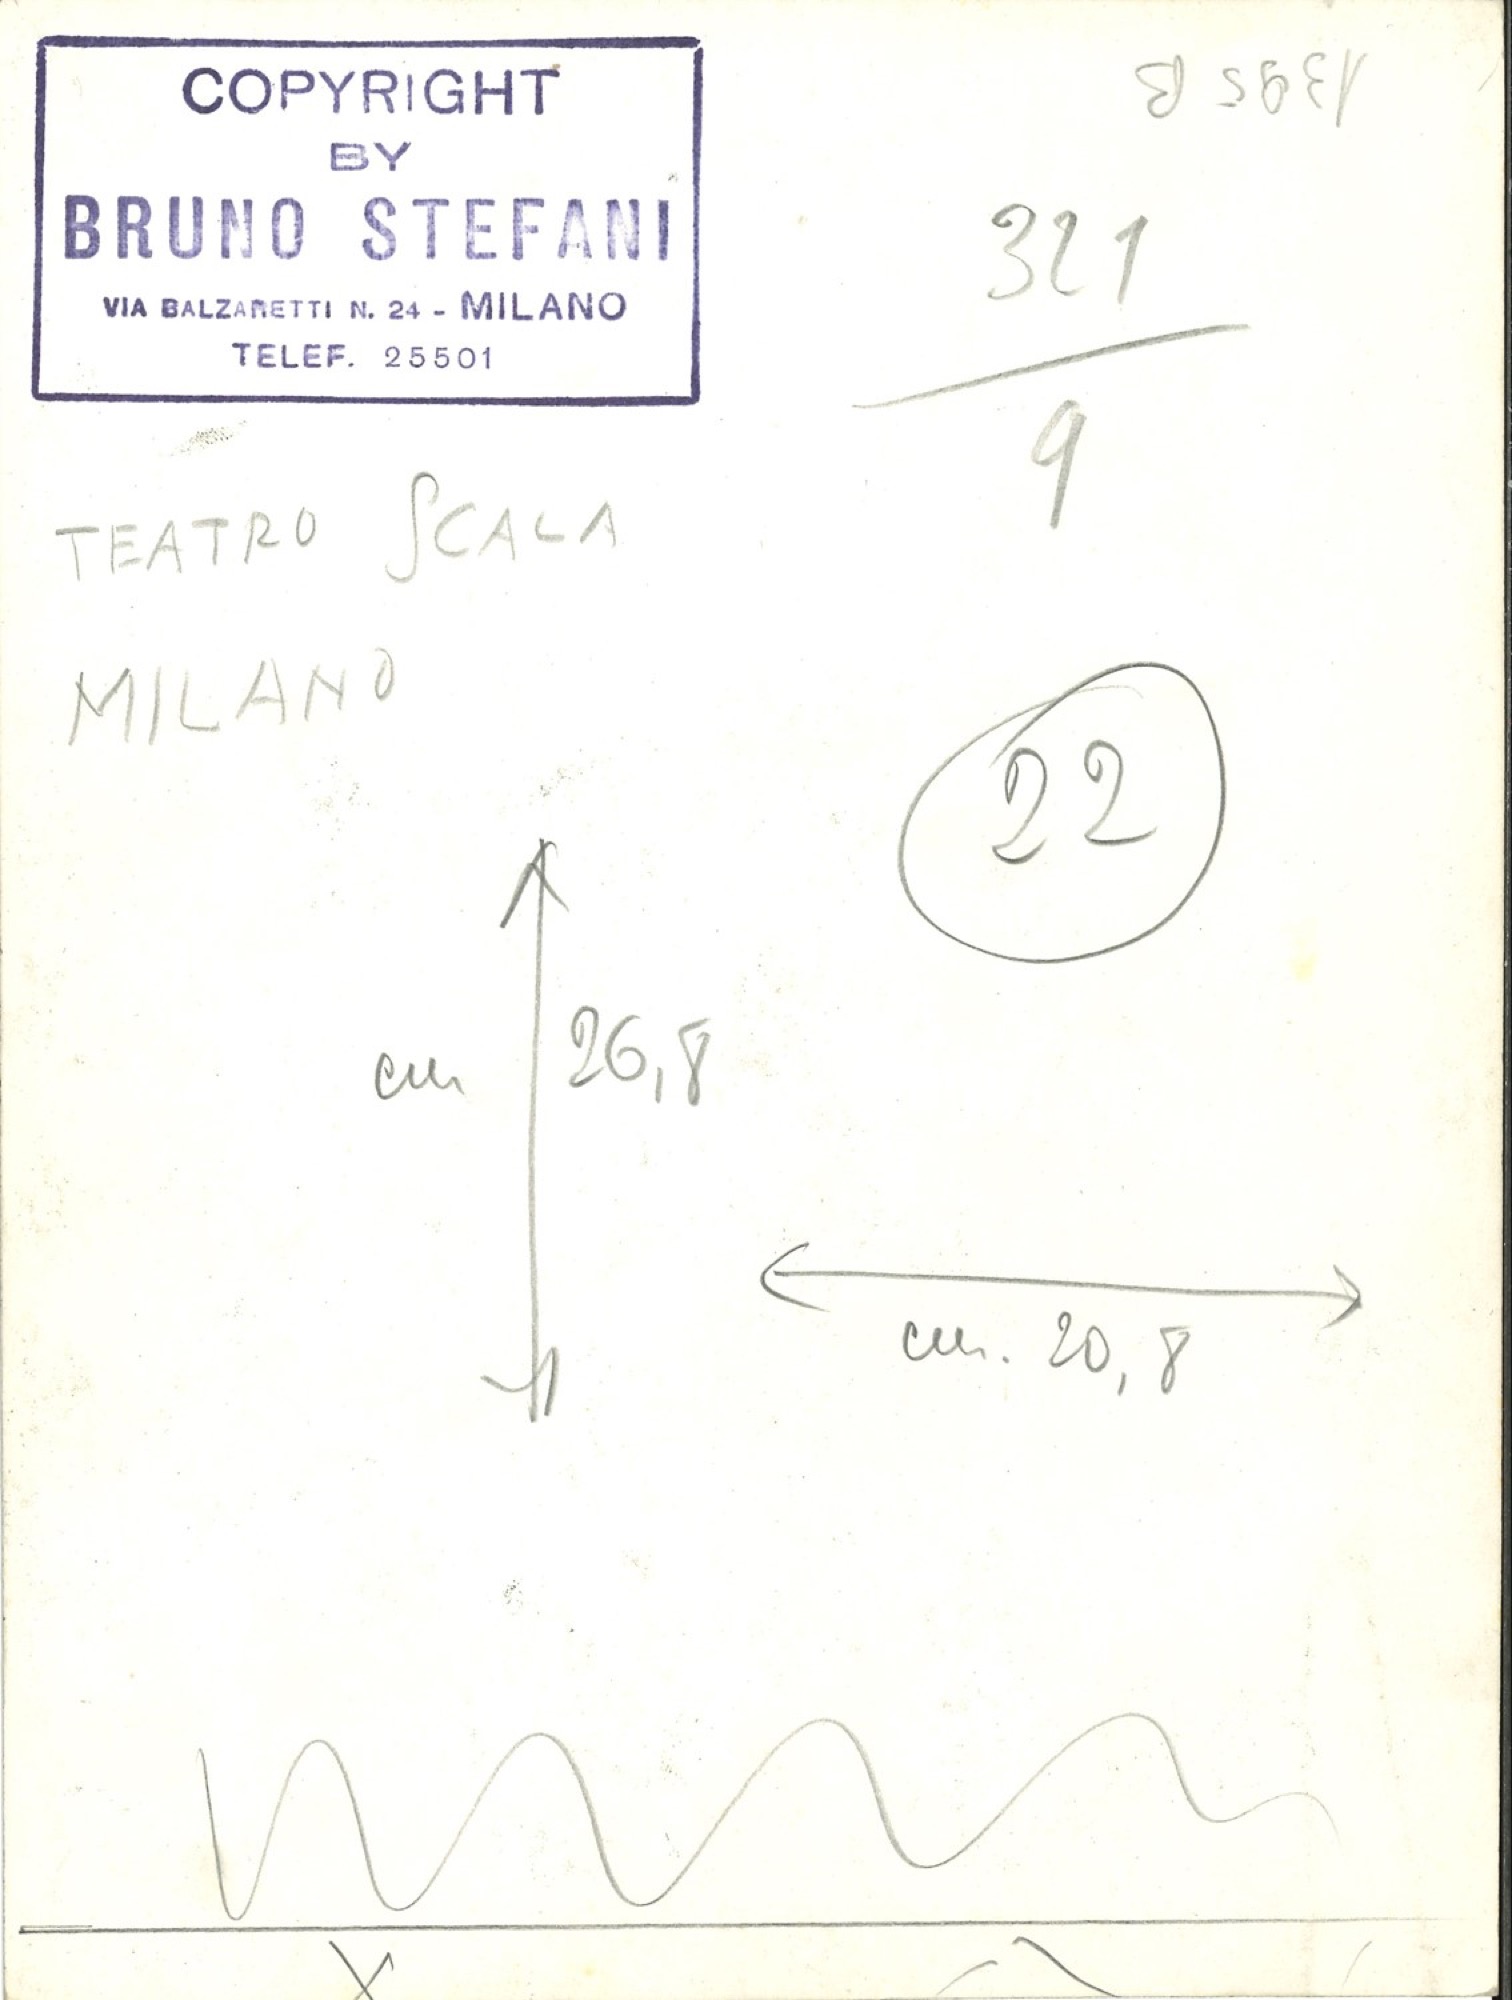 COPYRIGHT
BY
BRUNO STEFANI
VIA BALZARETTI N. 24 - MILANO
TELEF. 25501
1395 B
321
9
TEATRO SCALA
MILANO
22
cm 26,8
cm. 20,8